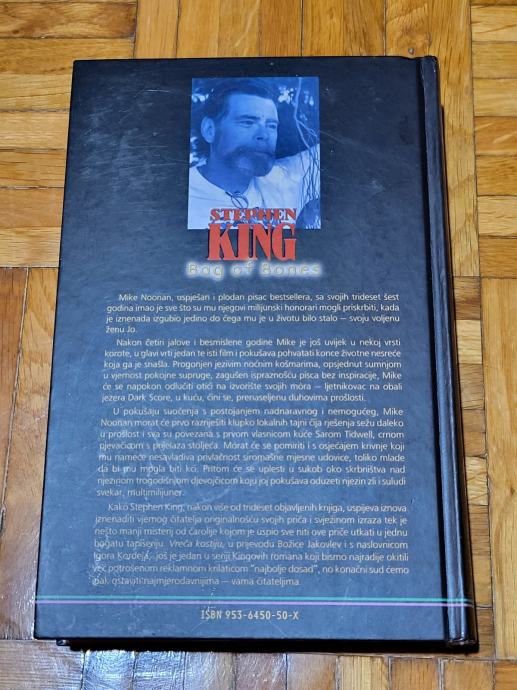 STEPHEN
KING
Bag of Bones
Mike Noonan, uspješan i plodan pisac bestsellera, sa svojih trideset šest
godina imao je sve što su mu njegovi milijunski honorari mogli priskrbiti, kada
je iznenada izgubio jedino do čega mu je u životu bilo stalo – svoju voljenu
ženu Jo.
Nakon četiri jalove i besmislene godine Mike je još uvijek u nekoj vrsti
korote, u glavi vrti jedan te isti film i pokušava pohvatati konce životne nesreće
koja ga je snašla. Progonjen jezivim noćnim košmarima, opsjednut sumnjom
u vjernost pokojne supruge, zagušen ispraznošću pisca bez inspiracije, Mike
će se napokon odlučiti otići na izvorište svojih mora – ljetnikovac na obali
jezera Dark Score, u kuću, čini se, prenaseljenu duhovima prošlosti.
U pokušaju suočenja s postojanjem nadnaravnog i nemogućeg, Mike
Noonan morat će prvo razriješiti klupko lokalnih tajni čija rješenja sežu daleko
u prošlost i sva su povezana s prvom vlasnicom kuće Sarom Tidwell, crnom
pjevačicom s prijelaza stoljeća. Morat će se pomiriti i s osjećajem krivnje koji
mu nameće nesavladiva privlačnost siromašne mjesne udovice, toliko mlade
da bi mu mogla biti kći. Pritom će se uplesti u sukob oko skrbništva nad
njezinom trogodišnjom djevojčicom koju joj pokušava oduzeti njezin zli i suludi
svekar, multimilijuner.
Kako Stephen King, nakon više od trideset objavljenih knjiga, uspijeva iznova
iznenaditi vjernog čitatelja originalnošću svojih priča i svježinom izraza tek je
nešto manji misterij od čarolije kojom je uspio sve niti ove priče utkati u jednu
bogatu tapiseriju. Vreća kostiju, u prijevodu Božice Jakovlev i s naslovnicom
Igora Kordeja, još je jedan u seriji Kingovih romana koji bismo najradije okitili
već potrošenom reklamnom krilaticom "najbolje dosad", no konačni sud ćemo
ipak ostaviti najmjerodavnijima – vama čitateljima.
ISBN 953-6450-50-X